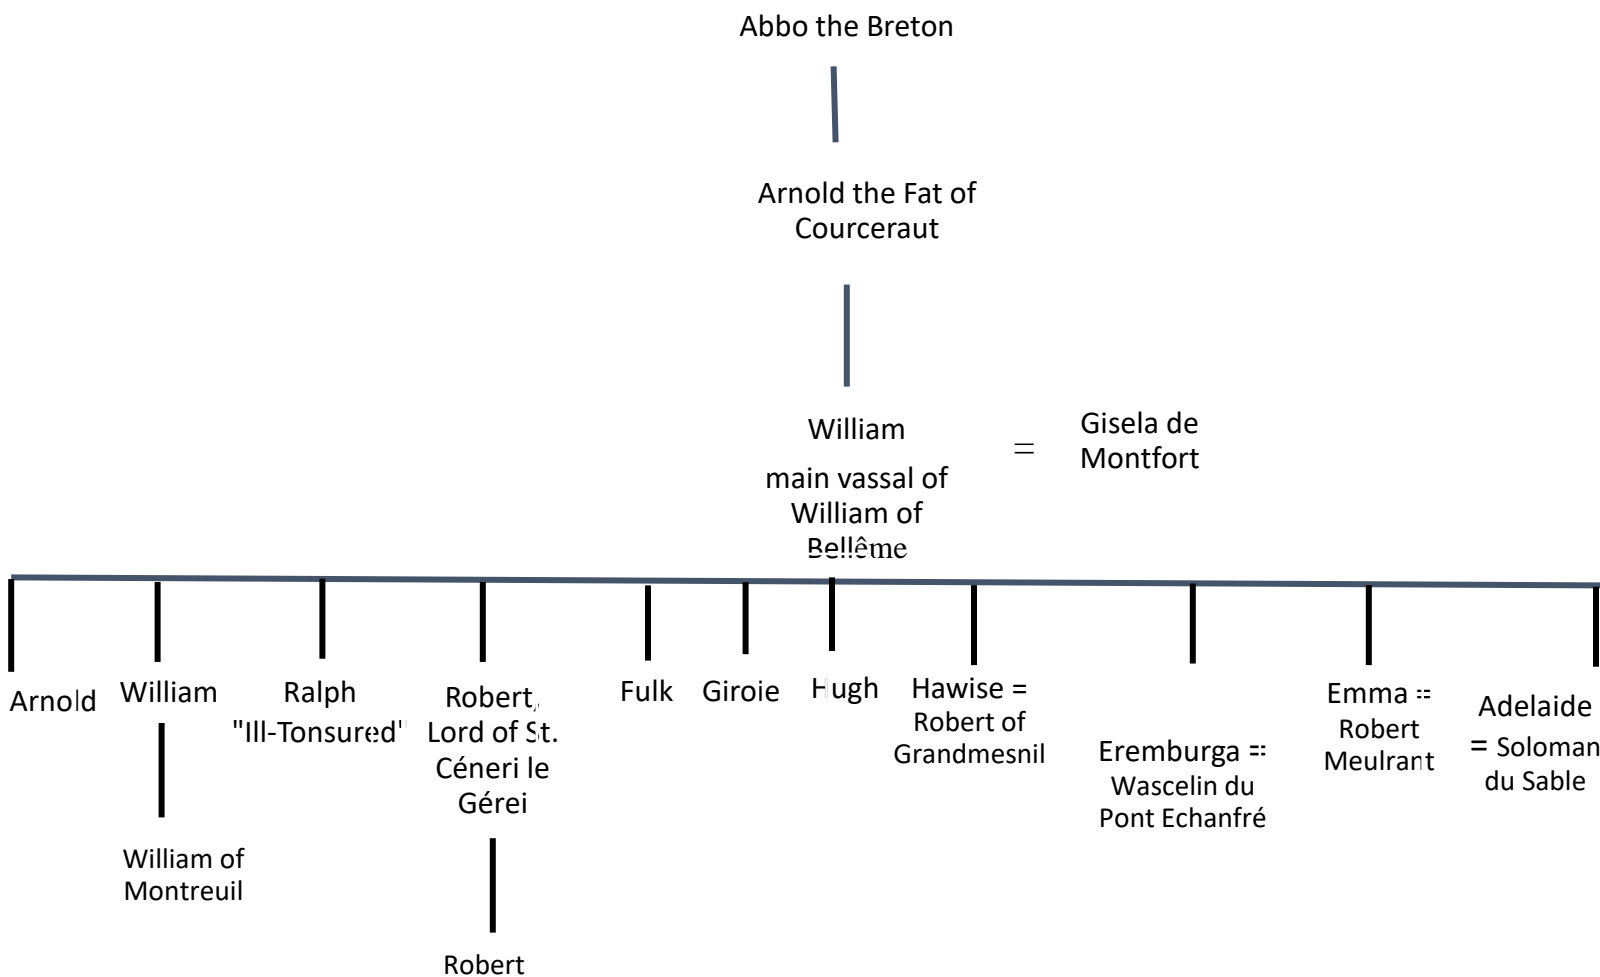 Abbo the Breton
Arnold the Fat of
Courceraut
William
main vassal of
William of
Bellême
=
Gisela de
Montfort
Arnold
William
Ralph
"Ill-Tonsured"
Robert,
Lord of St.
Céneri le
Gérei
Fulk
Giroie
Hugh
Hawise =
Robert of
Grandmesnil
Eremburga =
Wascelin du
Pont Echanfré
Emma =
Robert
Meulrant
Adelaide
= Soloman
du Sable
William of
Montreuil
Robert